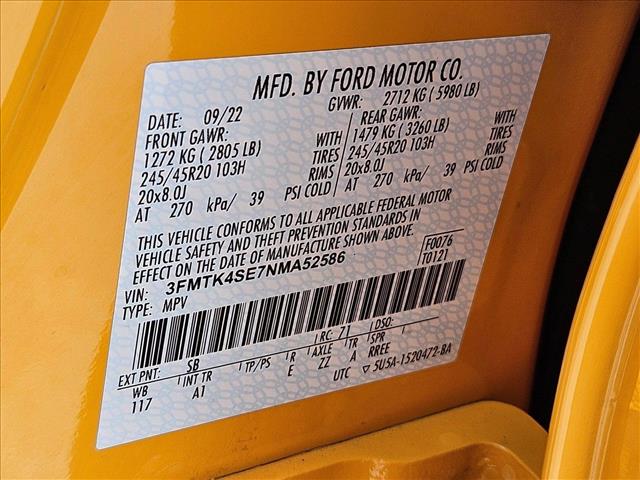 MFD. BY FORD MOTOR CO.
DATE: 09/22 GVWR: 2712 KG ( 5980 LB)
FRONT GAWR: REAR GAWR:
1272 KG ( 2805 LB) WITH 1479 KG ( 3260 LB) WITH
245/45R20 103H TIRES 245/45R20 103H TIRES
20x8.0J RIMS 20x8.0J RIMS
AT 270 kPa/ 39 PSI COLD AT 270 kPa/ 39 PSI COLD
THIS VEHICLE CONFORMS TO ALL APPLICABLE FEDERAL MOTOR
VEHICLE SAFETY AND THEFT PREVENTION STANDARDS IN
EFFECT ON THE DATE OF MANUFACTURE SHOWN ABOVE.
F0076
T0121
VIN: 3FMTK4SE7NMA52586
TYPE: MPV
EXT PNT: SB RC: 71 DSO:
WB INT TR TP/PS R AXLE TR SPR
117 A1 E ZZ A RREE
UTC ▽ 5U5A-1520472-BA